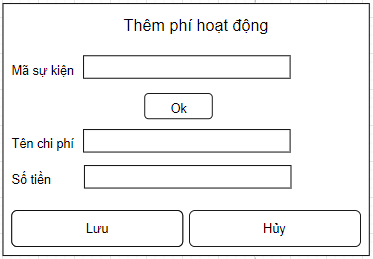 Thêm phí hoạt động
Mã sự kiện
Ok
Tên chi phí
Số tiền
Lưu
Hủy